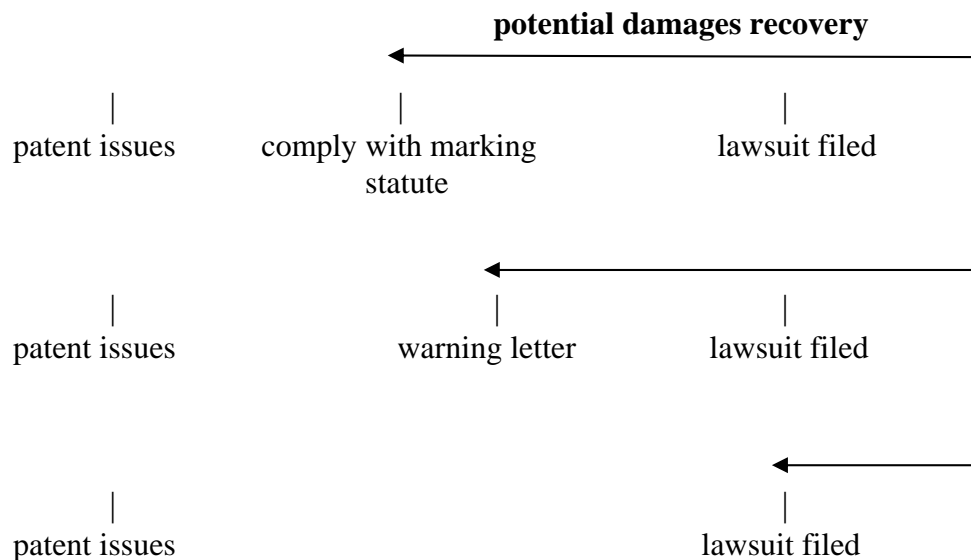 potential damages recovery
patent issues comply with marking lawsuit filed
statute
patent issues warning letter lawsuit filed
patent issues lawsuit filed